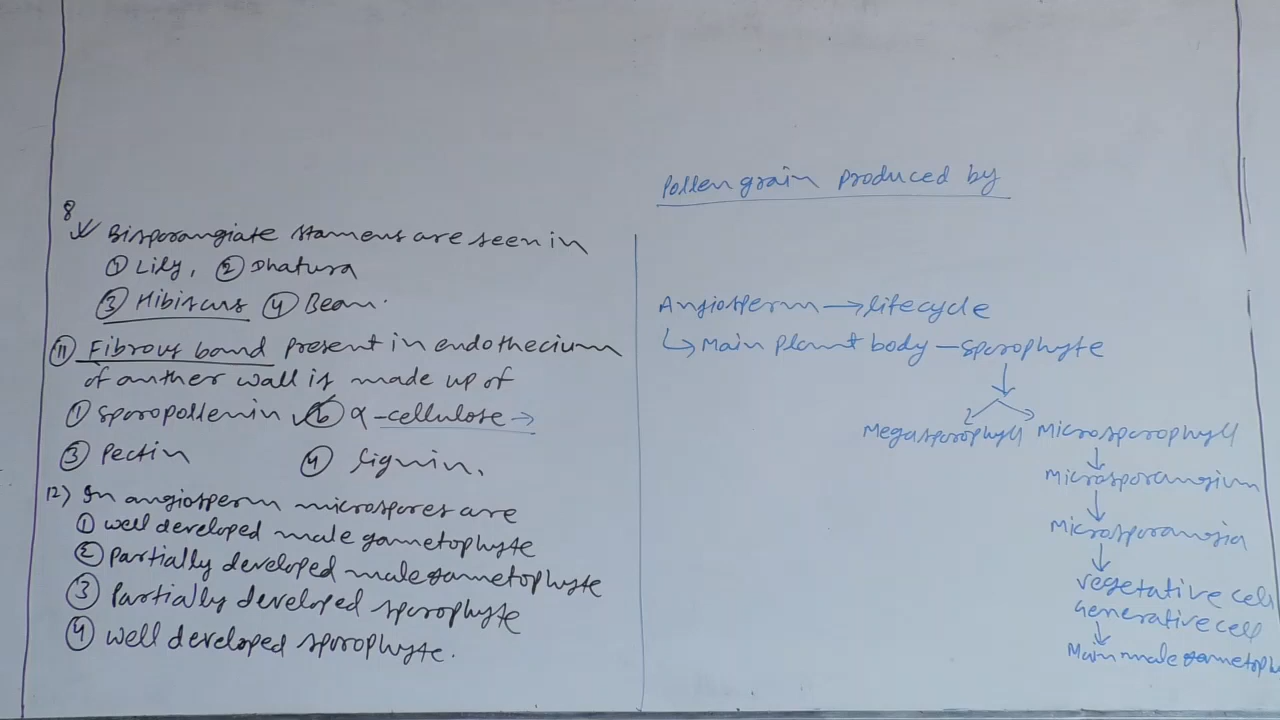 8
Bisporangiate stamens are seen in
① Lily, ② Dhatura
③ Hibiscus ④ Bean.
⑪ Fibrous band present in endothecium
of anther wall is made up of
① sporopollenin α-cellulose →
③ Pectin ④ Lignin.
12) In angiosperm microspores are
① well developed male gametophyte
② Partially developed male gametophyte
③ Partially developed sporophyte
④ well developed sporophyte.
Pollen grain produced by
Angiosperm → lifecycle
↳ Main plant body - sporophyte
↓
Megasporophyll Microsporophyll
↓
Microsporangium
↓
Microsporangia
↓
vegetative cell
Generative cell
↓
Main male gametoph